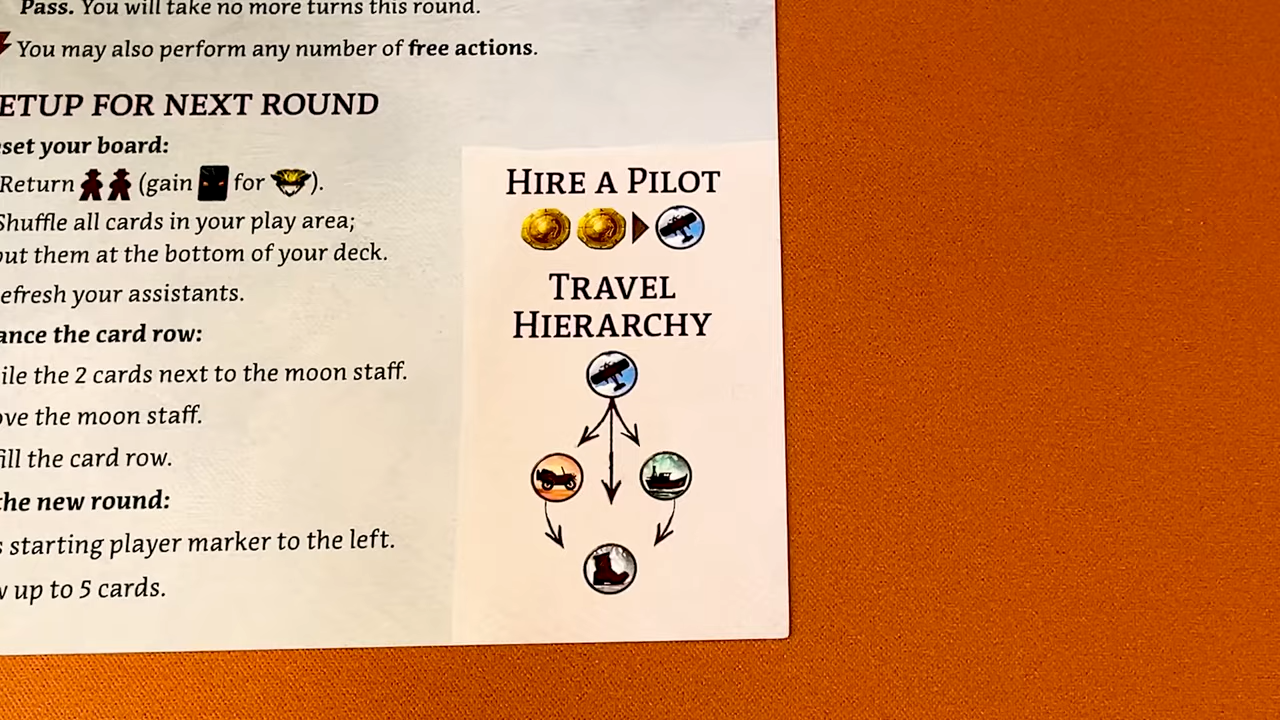 Pass. You will take no more turns this round.
You may also perform any number of free actions.
ETUP FOR NEXT ROUND
set your board:
Return (gain for ).
Shuffle all cards in your play area;
put them at the bottom of your deck.
efresh your assistants.
ance the card row:
ile the 2 cards next to the moon staff.
ove the moon staff.
fill the card row.
the new round:
s starting player marker to the left.
w up to 5 cards.
HIRE A PILOT
TRAVEL
HIERARCHY